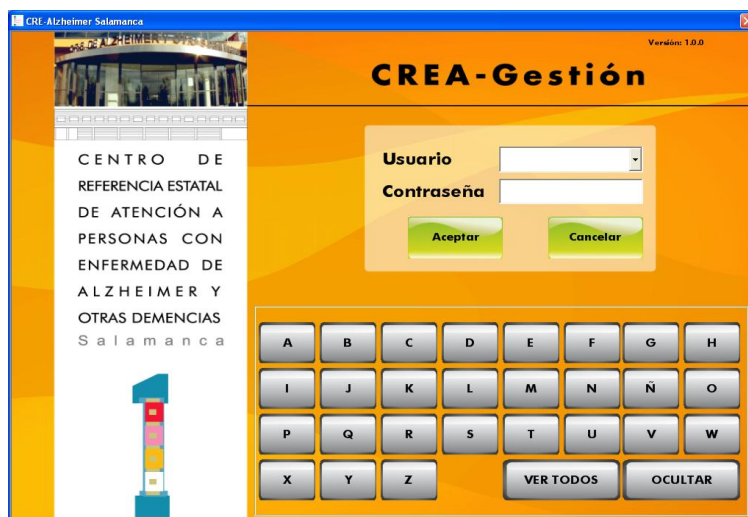 CRE-Alzheimer Salamanca
Versión: 1.0.0
CREA-Gestión
CENTRO DE
REFERENCIA ESTATAL
DE ATENCIÓN A
PERSONAS CON
ENFERMEDAD DE
ALZHEIMER Y
OTRAS DEMENCIAS
Salamanca
Usuario
Contraseña
Aceptar Cancelar
A B C D E F G H
I J K L M N Ñ O
P Q R S T U V W
X Y Z VER TODOS OCULTAR